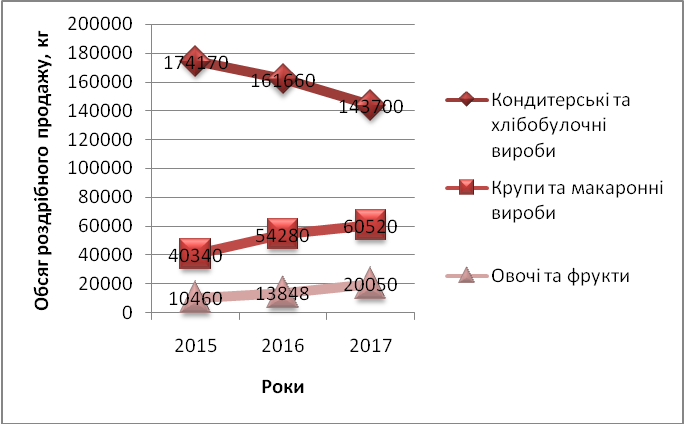 200000
180000
160000
140000
120000
100000
80000
60000
40000
20000
0
Обсяг роздрібного продажу, кг
174170
161660
143700
40340
54280
60520
10460
13848
20050
2015
2016
2017
Роки
Кондитерські та
хлібобулочні
вироби
Крупи та макаронні
вироби
Овочі та фрукти